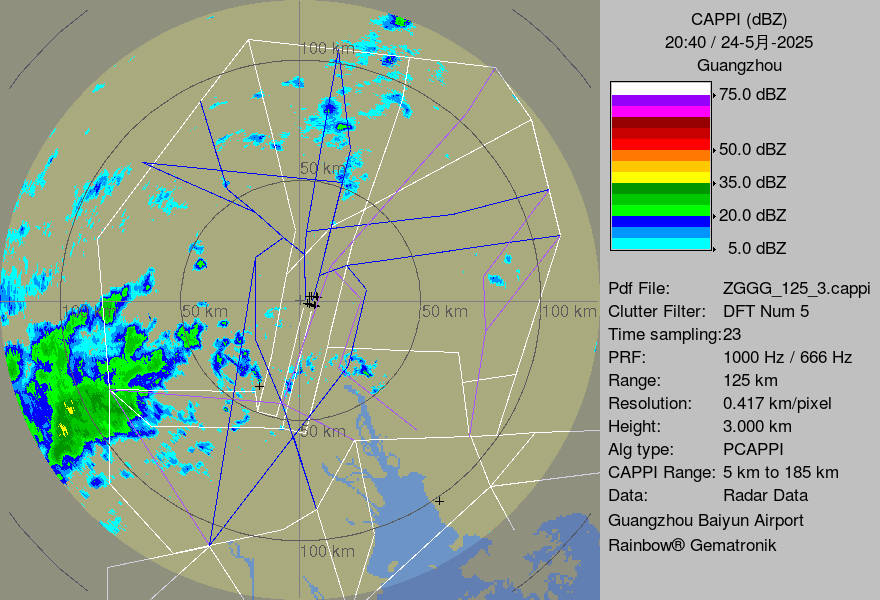 CAPPI (dBZ)
20:40 / 24-5月-2025
Guangzhou
75.0 dBZ
50.0 dBZ
35.0 dBZ
20.0 dBZ
5.0 dBZ
Pdf File: ZGGG_125_3.cappi
Clutter Filter: DFT Num 5
Time sampling:23
PRF: 1000 Hz / 666 Hz
Range: 125 km
Resolution: 0.417 km/pixel
Height: 3.000 km
Alg type: PCAPPI
CAPPI Range: 5 km to 185 km
Data: Radar Data
Guangzhou Baiyun Airport
Rainbow® Gematronik
100 km
50 km
100 50 km 50 km 100 km
50 km
100 km